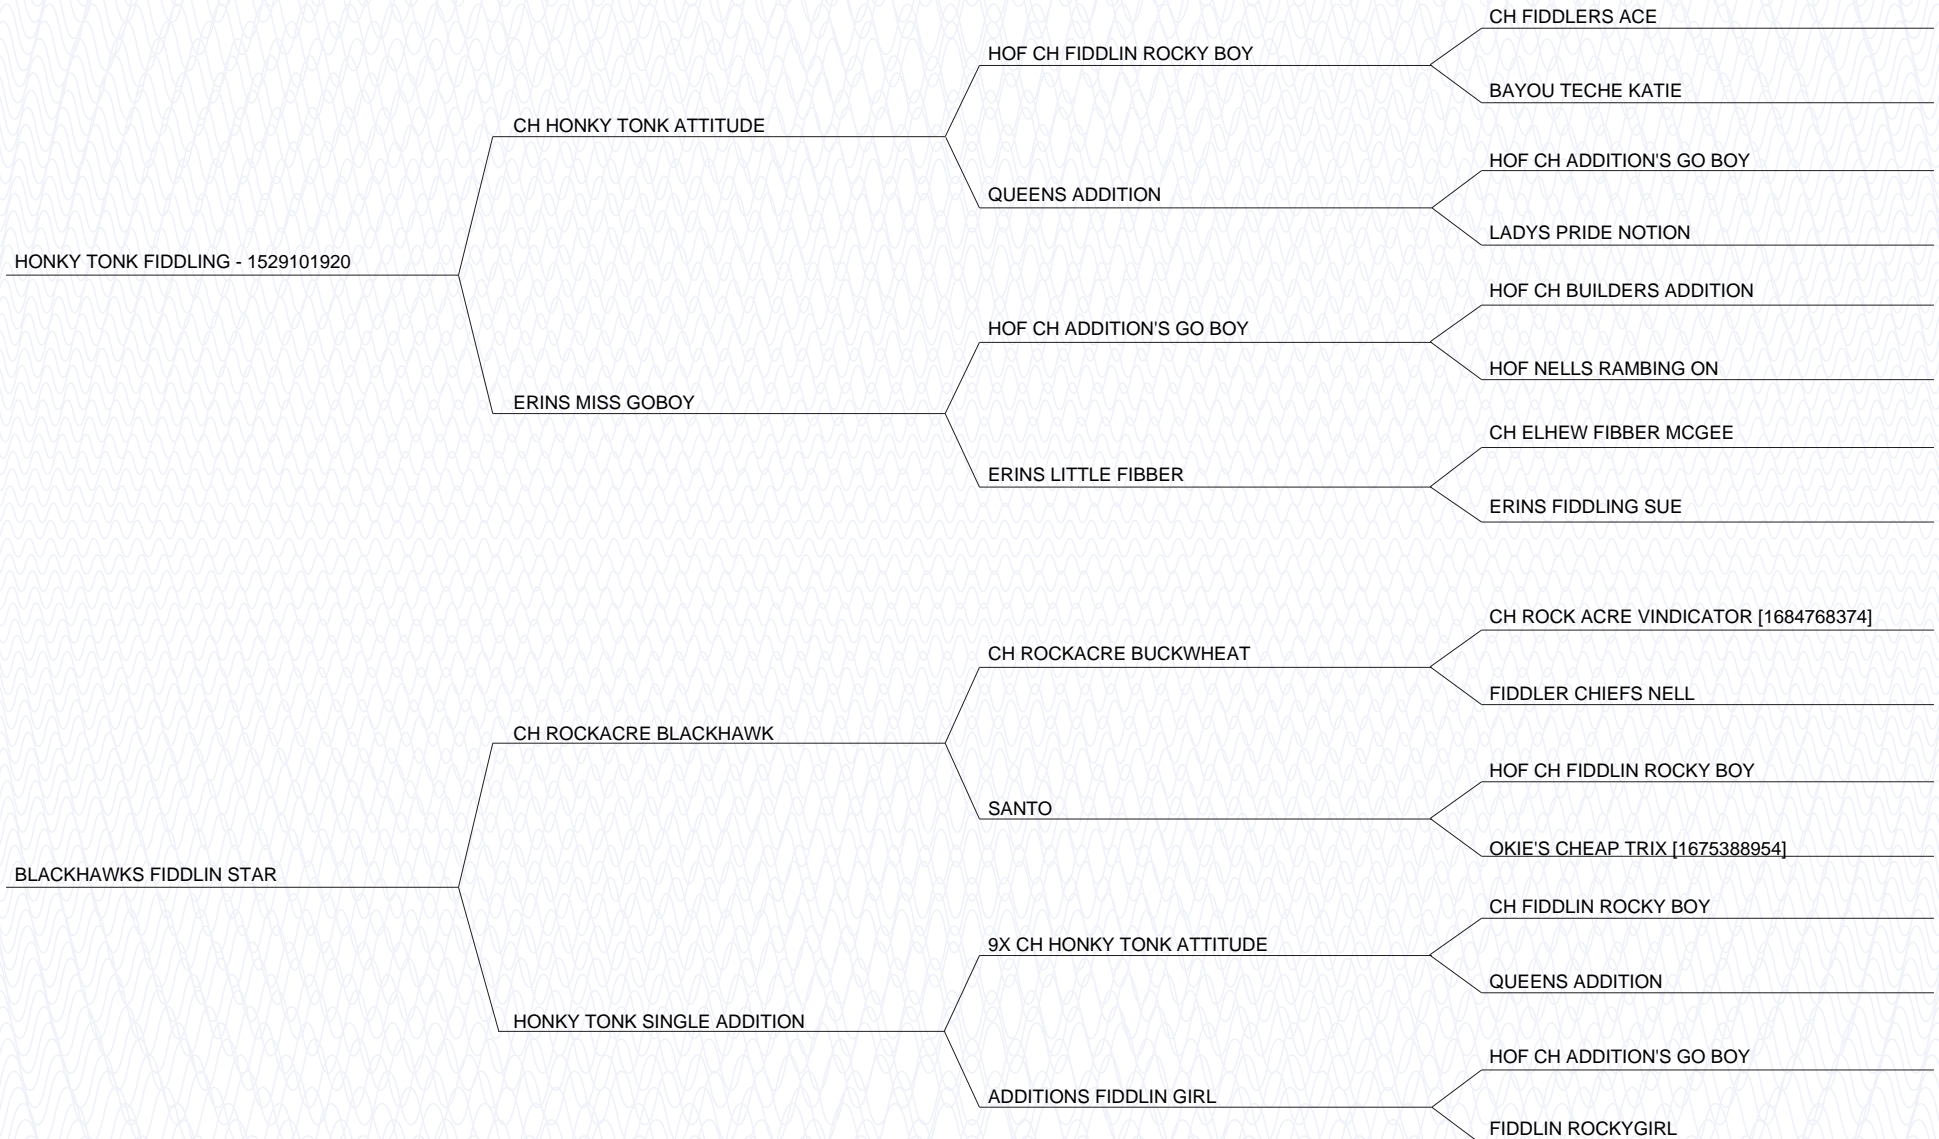 CH FIDDLERS ACE
HOF CH FIDDLIN ROCKY BOY
BAYOU TECHE KATIE
CH HONKY TONK ATTITUDE
HOF CH ADDITION'S GO BOY
QUEENS ADDITION
LADYS PRIDE NOTION
HONKY TONK FIDDLING - 1529101920
HOF CH BUILDERS ADDITION
HOF CH ADDITION'S GO BOY
HOF NELLS RAMBING ON
ERINS MISS GOBOY
CH ELHEW FIBBER MCGEE
ERINS LITTLE FIBBER
ERINS FIDDLING SUE
CH ROCK ACRE VINDICATOR [1684768374]
CH ROCKACRE BUCKWHEAT
FIDDLER CHIEFS NELL
CH ROCKACRE BLACKHAWK
HOF CH FIDDLIN ROCKY BOY
SANTO
OKIE'S CHEAP TRIX [1675388954]
BLACKHAWKS FIDDLIN STAR
CH FIDDLIN ROCKY BOY
9X CH HONKY TONK ATTITUDE
QUEENS ADDITION
HONKY TONK SINGLE ADDITION
HOF CH ADDITION'S GO BOY
ADDITIONS FIDDLIN GIRL
FIDDLIN ROCKYGIRL